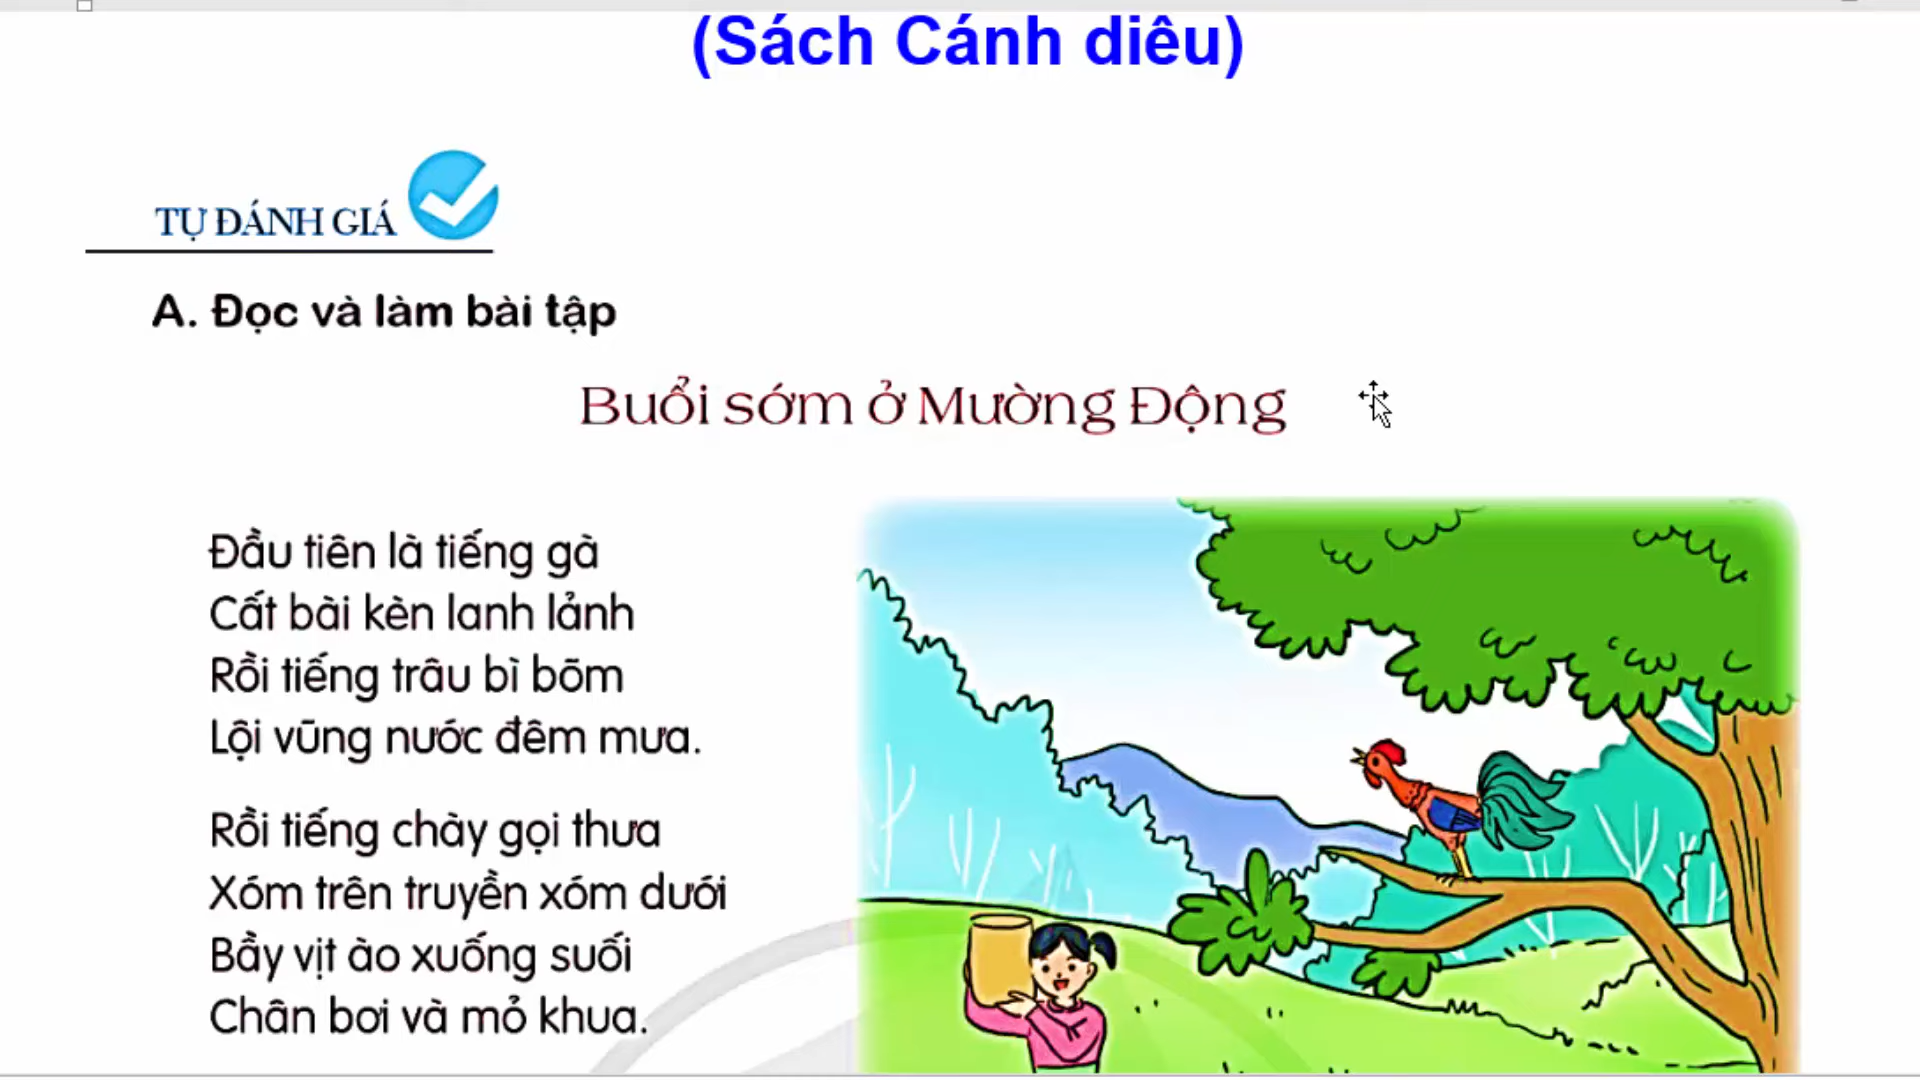 (Sách Cánh diều)
TỰ ĐÁNH GIÁ
A. Đọc và làm bài tập
Buổi sớm ở Mường Động
Đầu tiên là tiếng gà
Cất bài kèn lanh lảnh
Rồi tiếng trâu bì bõm
Lội vũng nước đêm mưa.
Rồi tiếng chày gọi thưa
Xóm trên truyền xóm dưới
Bầy vịt ào xuống suối
Chân bơi và mỏ khua.